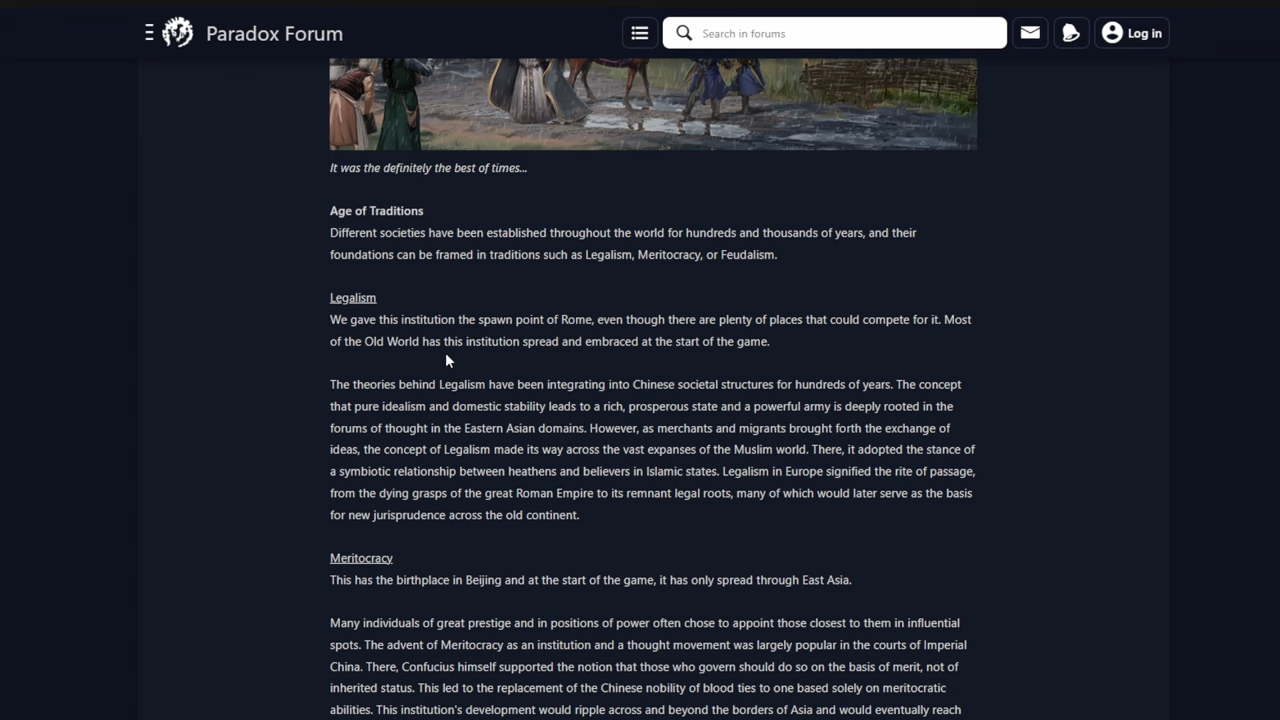 Paradox Forum
Search in forums
Log in
It was the definitely the best of times...
Age of Traditions
Different societies have been established throughout the world for hundreds and thousands of years, and their
foundations can be framed in traditions such as Legalism, Meritocracy, or Feudalism.
Legalism
We gave this institution the spawn point of Rome, even though there are plenty of places that could compete for it. Most
of the Old World has this institution spread and embraced at the start of the game.
The theories behind Legalism have been integrating into Chinese societal structures for hundreds of years. The concept
that pure idealism and domestic stability leads to a rich, prosperous state and a powerful army is deeply rooted in the
forums of thought in the Eastern Asian domains. However, as merchants and migrants brought forth the exchange of
ideas, the concept of Legalism made its way across the vast expanses of the Muslim world. There, it adopted the stance of
a symbiotic relationship between heathens and believers in Islamic states. Legalism in Europe signified the rite of passage,
from the dying grasps of the great Roman Empire to its remnant legal roots, many of which would later serve as the basis
for new jurisprudence across the old continent.
Meritocracy
This has the birthplace in Beijing and at the start of the game, it has only spread through East Asia.
Many individuals of great prestige and in positions of power often chose to appoint those closest to them in influential
spots. The advent of Meritocracy as an institution and a thought movement was largely popular in the courts of Imperial
China. There, Confucius himself supported the notion that those who govern should do so on the basis of merit, not of
inherited status. This led to the replacement of the Chinese nobility of blood ties to one based solely on meritocratic
abilities. This institution's development would ripple across and beyond the borders of Asia and would eventually reach